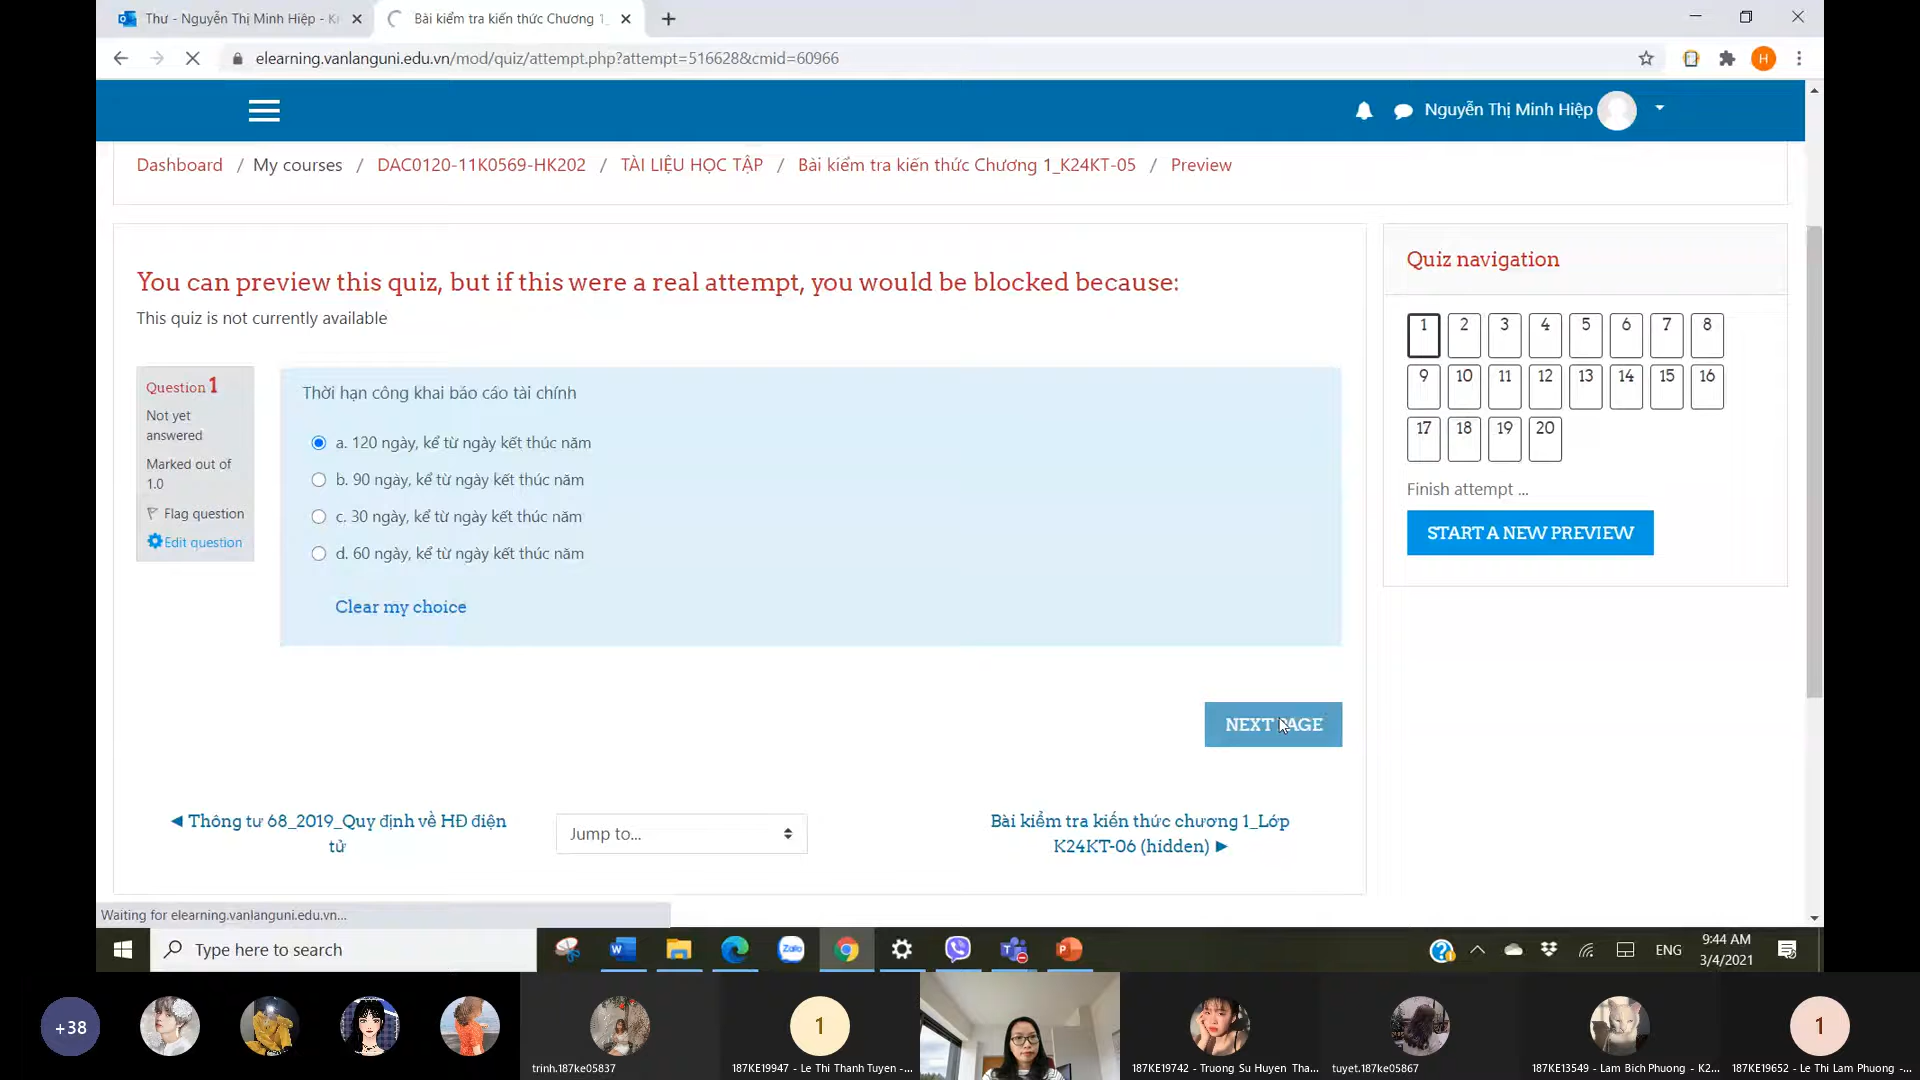 Thư - Nguyễn Thị Minh Hiệp - K
Bài kiểm tra kiến thức Chương 1_
elearning.vanlanguni.edu.vn/mod/quiz/attempt.php?attempt=516628&cmid=60966
H
Nguyễn Thị Minh Hiệp
Dashboard / My courses / DAC0120-11K0569-HK202 / TÀI LIỆU HỌC TẬP / Bài kiểm tra kiến thức Chương 1_K24KT-05 / Preview
You can preview this quiz, but if this were a real attempt, you would be blocked because:
This quiz is not currently available
Question 1
Not yet
answered
Marked out of
1.0
Flag question
Edit question
Thời hạn công khai báo cáo tài chính
a. 120 ngày, kể từ ngày kết thúc năm
b. 90 ngày, kể từ ngày kết thúc năm
c. 30 ngày, kể từ ngày kết thúc năm
d. 60 ngày, kể từ ngày kết thúc năm
Clear my choice
NEXT PAGE
Quiz navigation
1 2 3 4 5 6 7 8
9 10 11 12 13 14 15 16
17 18 19 20
Finish attempt ...
START A NEW PREVIEW
◄ Thông tư 68_2019_Quy định về HĐ điện
tử
Jump to...
Bài kiểm tra kiến thức chương 1_Lớp
K24KT-06 (hidden) ►
Waiting for elearning.vanlanguni.edu.vn...
Type here to search
Zalo
ENG
9:44 AM
3/4/2021
+38
trinh.187ke05837
1
187KE19947 - Le Thi Thanh Tuyen -...
187KE19742 - Truong Su Huyen Tha...
tuyet.187ke05867
187KE13549 - Lam Bich Phuong - K2...
1
187KE19652 - Le Thi Lam Phuong -...